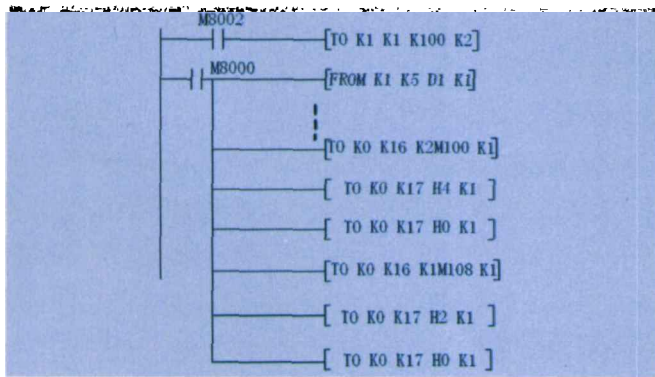 M8002
[TO K1 K1 K100 K2]
M8000
[FROM K1 K5 D1 K1]
[TO K0 K16 K2M100 K1]
[ TO K0 K17 H4 K1 ]
[ TO K0 K17 H0 K1 ]
[TO K0 K16 K1M108 K1]
[ TO K0 K17 H2 K1 ]
[ TO K0 K17 H0 K1 ]